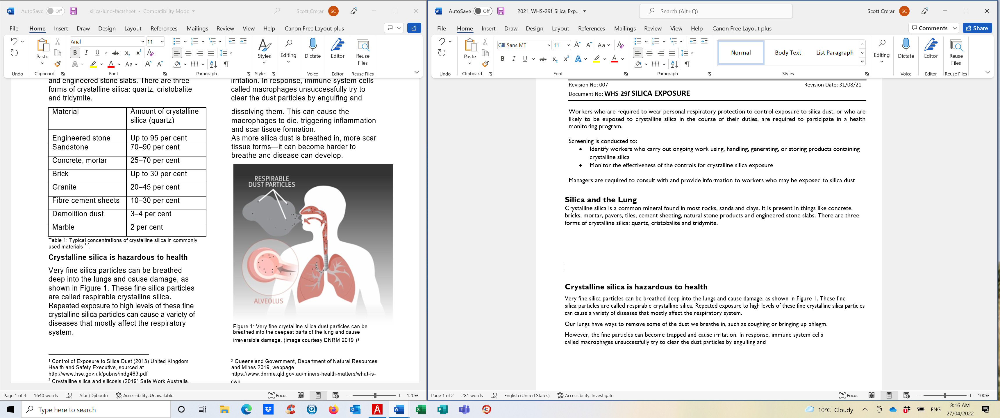 AutoSave Off silica-lung-factsheet - Compatibility Mode Scott Crerar SC
File Home Insert Draw Design Layout References Mailings Review View Help Canon Free Layout plus
Arial 11
Paste Styles Editing Dictate Editor Reuse Files
Undo Clipboard Font Paragraph Styles Voice Editor Reuse Files
and engineered stone slabs. There are three
forms of crystalline silica: quartz, cristobalite
and tridymite.
Material Amount of crystalline silica (quartz)
Engineered stone Up to 95 per cent
Sandstone 70–90 per cent
Concrete, mortar 25–70 per cent
Brick Up to 30 per cent
Granite 20–45 per cent
Fibre cement sheets 10–30 per cent
Demolition dust 3–4 per cent
Marble 2 per cent
Table 1: Typical concentrations of crystalline silica in commonly
used materials 1,2.
Crystalline silica is hazardous to health
Very fine silica particles can be breathed
deep into the lungs and cause damage, as
shown in Figure 1. These fine silica particles
are called respirable crystalline silica.
Repeated exposure to high levels of these fine
crystalline silica particles can cause a variety of
diseases that mostly affect the respiratory
system.
1 Control of Exposure to Silica Dust (2013) United Kingdom
Health and Safety Executive, sourced at
http://www.hse.gov.uk/pubns/indg463.pdf
2 Crystalline silica and silicosis (2019) Safe Work Australia,
irritation. In response, immune system cells
called macrophages unsuccessfully try to
clear the dust particles by engulfing and
dissolving them. This can cause the
macrophages to die, triggering inflammation
and scar tissue formation.
As more silica dust is breathed in, more scar
tissue forms—it can become harder to
breathe and disease can develop.
RESPIRABLE
DUST PARTICLES
ALVEOLUS
Figure 1: Very fine crystalline silica dust particles can be
breathed into the deepest parts of the lung and cause
irreversible damage. (Image courtesy DNRM 2019 )3
3 Queensland Government, Department of Natural Resources
and Mines 2019, webpage
https://www.dnrme.qld.gov.au/miners-health-matters/what-is-
cwp
Page 1 of 4 1640 words Afar (Djibouti) Accessibility: Unavailable Focus 120%
AutoSave Off 2021_WHS-29f_Silica_Exp... Search (Alt+Q) Scott Crerar SC
File Home Insert Draw Design Layout References Mailings Review View Help Canon Free Layout plus Comments Share
Gill Sans MT 11
Paste Normal Body Text List Paragraph Editing Dictate Editor Reuse Files
Undo Clipboard Font Paragraph Styles Voice Editor Reuse Files
Revision No: 007 Revision Date: 31/08/21
Document No: WHS-29f SILICA EXPOSURE
Workers who are required to wear personal respiratory protection to control exposure to silica dust, or who are
likely to be exposed to crystalline silica in the course of their duties, are required to participate in a health
monitoring program.
Screening is conducted to:
• Identify workers who carry out ongoing work using, handling, generating, or storing products containing
crystalline silica
• Monitor the effectiveness of the controls for crystalline silica exposure
Managers are required to consult with and provide information to workers who may be exposed to silica dust
Silica and the Lung
Crystalline silica is a common mineral found in most rocks, sands and clays. It is present in things like concrete,
bricks, mortar, pavers, tiles, cement sheeting, natural stone products and engineered stone slabs. There are three
forms of crystalline silica: quartz, cristobalite and tridymite.
Crystalline silica is hazardous to health
Very fine silica particles can be breathed deep into the lungs and cause damage, as shown in Figure 1. These fine
silica particles are called respirable crystalline silica. Repeated exposure to high levels of these fine crystalline silica particles
can cause a variety of diseases that mostly affect the respiratory system.
Our lungs have ways to remove some of the dust we breathe in, such as coughing or bringing up phlegm.
However, the fine particles can become trapped and cause irritation. In response, immune system cells
called macrophages unsuccessfully try to clear the dust particles by engulfing and
Page 1 of 2 281 words English (United States) Accessibility: Investigate Focus 100%
Type here to search 10°C Cloudy ENG 8:16 AM
27/04/2022